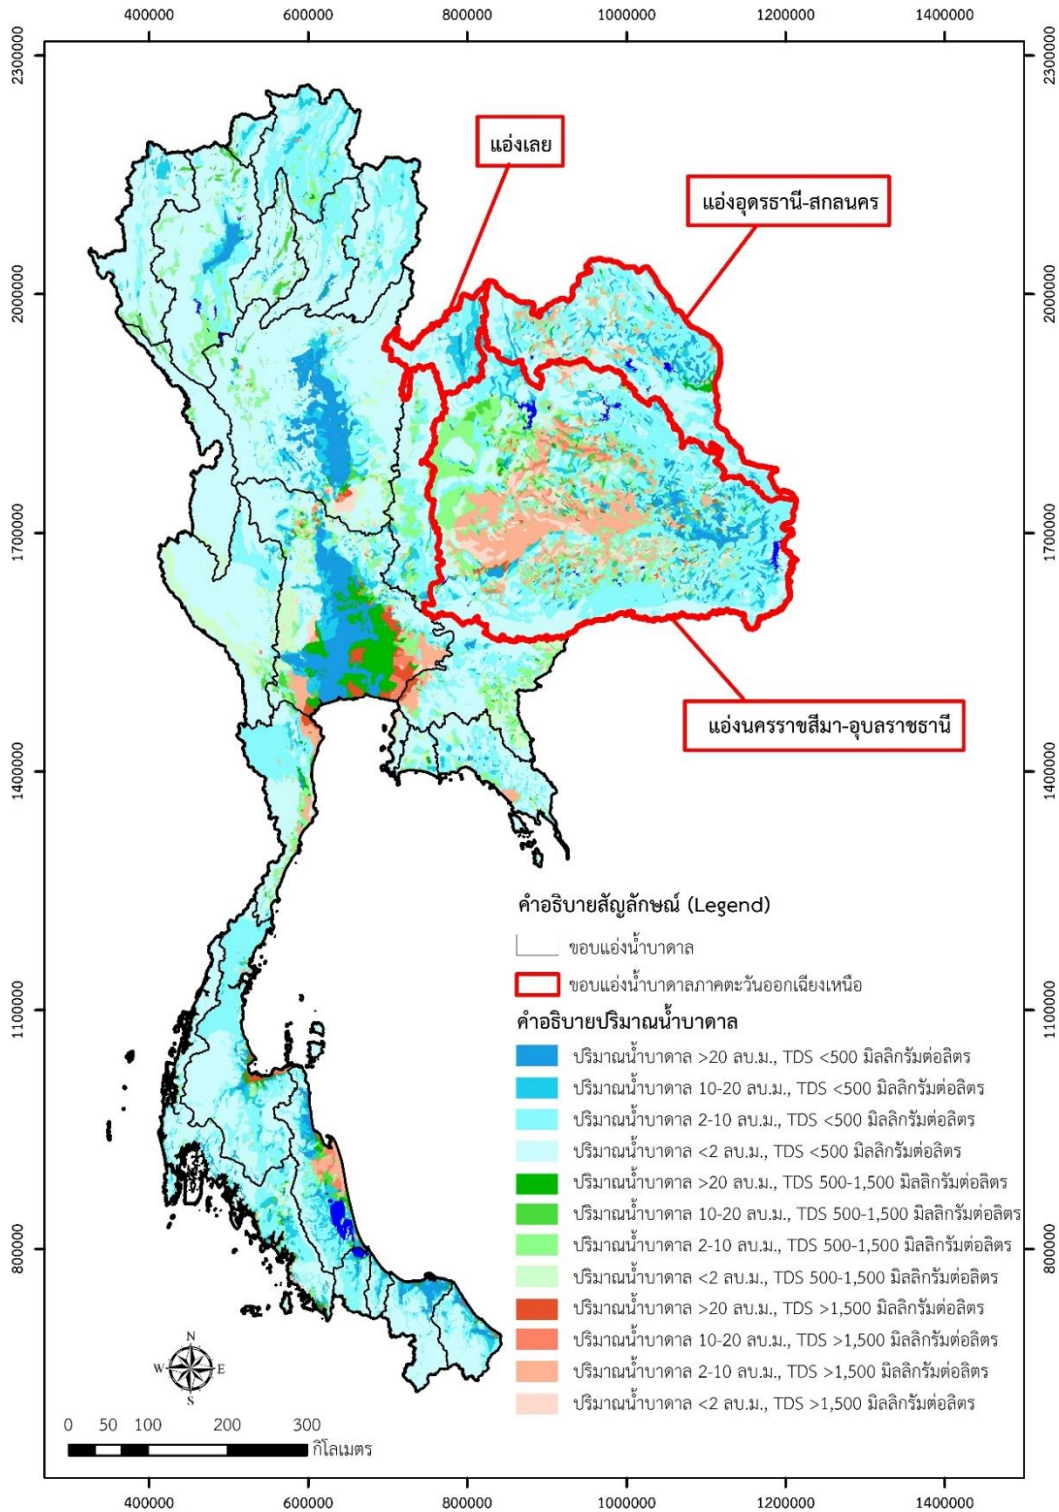 400000 600000 800000 1000000 1200000 1400000
2300000 2300000
แอ่งเลย
แอ่งอุดรธานี-สกลนคร
2000000 2000000
1700000 1700000
แอ่งนครราชสีมา-อุบลราชธานี
1400000 1400000
คำอธิบายสัญลักษณ์ (Legend)
ขอบแอ่งน้ำบาดาล
ขอบแอ่งน้ำบาดาลภาคตะวันออกเฉียงเหนือ
1100000 1100000
คำอธิบายปริมาณน้ำบาดาล
ปริมาณน้ำบาดาล >20 ลบ.ม., TDS <500 มิลลิกรัมต่อลิตร
ปริมาณน้ำบาดาล 10-20 ลบ.ม., TDS <500 มิลลิกรัมต่อลิตร
ปริมาณน้ำบาดาล 2-10 ลบ.ม., TDS <500 มิลลิกรัมต่อลิตร
ปริมาณน้ำบาดาล <2 ลบ.ม., TDS <500 มิลลิกรัมต่อลิตร
ปริมาณน้ำบาดาล >20 ลบ.ม., TDS 500-1,500 มิลลิกรัมต่อลิตร
ปริมาณน้ำบาดาล 10-20 ลบ.ม., TDS 500-1,500 มิลลิกรัมต่อลิตร
ปริมาณน้ำบาดาล 2-10 ลบ.ม., TDS 500-1,500 มิลลิกรัมต่อลิตร
800000 800000
ปริมาณน้ำบาดาล <2 ลบ.ม., TDS 500-1,500 มิลลิกรัมต่อลิตร
ปริมาณน้ำบาดาล >20 ลบ.ม., TDS >1,500 มิลลิกรัมต่อลิตร
ปริมาณน้ำบาดาล 10-20 ลบ.ม., TDS >1,500 มิลลิกรัมต่อลิตร
ปริมาณน้ำบาดาล 2-10 ลบ.ม., TDS >1,500 มิลลิกรัมต่อลิตร
ปริมาณน้ำบาดาล <2 ลบ.ม., TDS >1,500 มิลลิกรัมต่อลิตร
N
W E
S
0 50 100 200 300
กิโลเมตร
400000 600000 800000 1000000 1200000 1400000